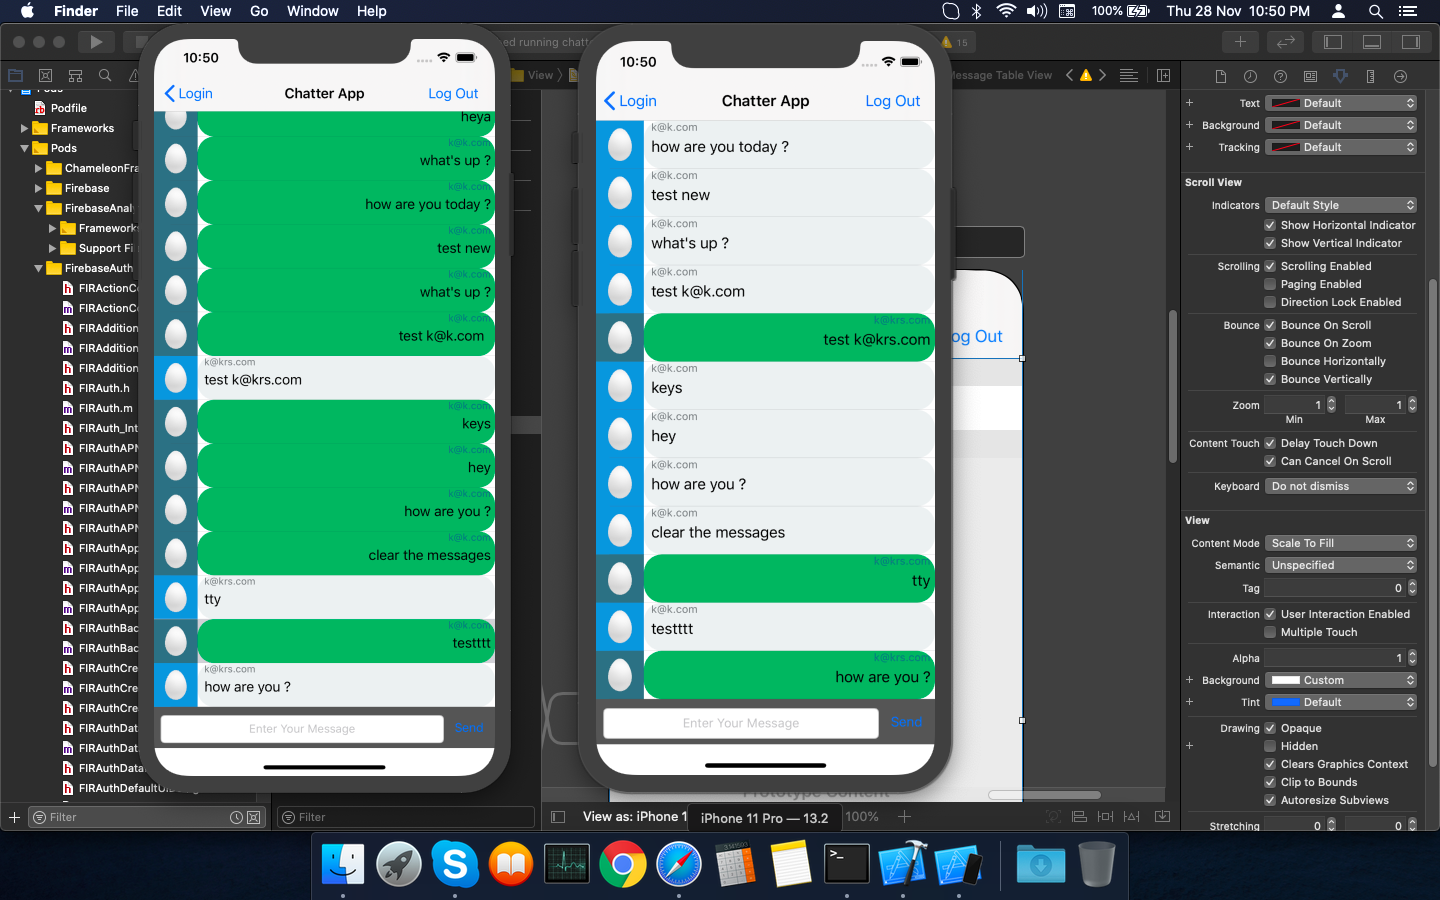 Finder File Edit View Go Window Help
100% Thu 28 Nov 10:50 PM
ed running chatt
15
View
Message Table View
Podfile
Frameworks
Pods
ChameleonFra
Firebase
FirebaseAnal
Framework
Support Fi
FirebaseAuth
FIRActionCo
FIRActionCo
FIRAddition
FIRAddition
FIRAddition
FIRAuth.h
FIRAuth.m
FIRAuth_Int
FIRAuthAPN
FIRAuthAPN
FIRAuthAPN
FIRAuthAPN
FIRAuthAPN
FIRAuthApp
FIRAuthApp
FIRAuthApp
FIRAuthApp
FIRAuthBac
FIRAuthBac
FIRAuthCre
FIRAuthCre
FIRAuthCre
FIRAuthDat
FIRAuthDat
FIRAuthData
FIRAuthDefaultUIDeleg
Filter
Filter
10:50
Login
Chatter App
Log Out
heya
k@k.com
what's up ?
k@k.com
how are you today ?
k@k.com
test new
k@k.com
what's up ?
k@k.com
test k@k.com
k@krs.com
test k@krs.com
k@k.com
keys
k@k.com
hey
k@k.com
how are you ?
k@k.com
clear the messages
k@krs.com
tty
k@k.com
testttt
k@krs.com
how are you ?
Enter Your Message
Send
10:50
Login
Chatter App
Log Out
k@k.com
how are you today ?
k@k.com
test new
k@k.com
what's up ?
k@k.com
test k@k.com
k@krs.com
test k@krs.com
k@k.com
keys
k@k.com
hey
k@k.com
how are you ?
k@k.com
clear the messages
k@krs.com
tty
k@k.com
testttt
k@krs.com
how are you ?
Enter Your Message
Send
og Out
Prototype Content
View as: iPhone 1
iPhone 11 Pro — 13.2
100%
Text Default
Background Default
Tracking Default
Scroll View
Indicators Default Style
Show Horizontal Indicator
Show Vertical Indicator
Scrolling Scrolling Enabled
Paging Enabled
Direction Lock Enabled
Bounce Bounce On Scroll
Bounce On Zoom
Bounce Horizontally
Bounce Vertically
Zoom 1 1
Min Max
Content Touch Delay Touch Down
Can Cancel On Scroll
Keyboard Do not dismiss
View
Content Mode Scale To Fill
Semantic Unspecified
Tag 0
Interaction User Interaction Enabled
Multiple Touch
Alpha 1
Background Custom
Tint Default
Drawing Opaque
Hidden
Clears Graphics Context
Clip to Bounds
Autoresize Subviews
Stretching 0 0